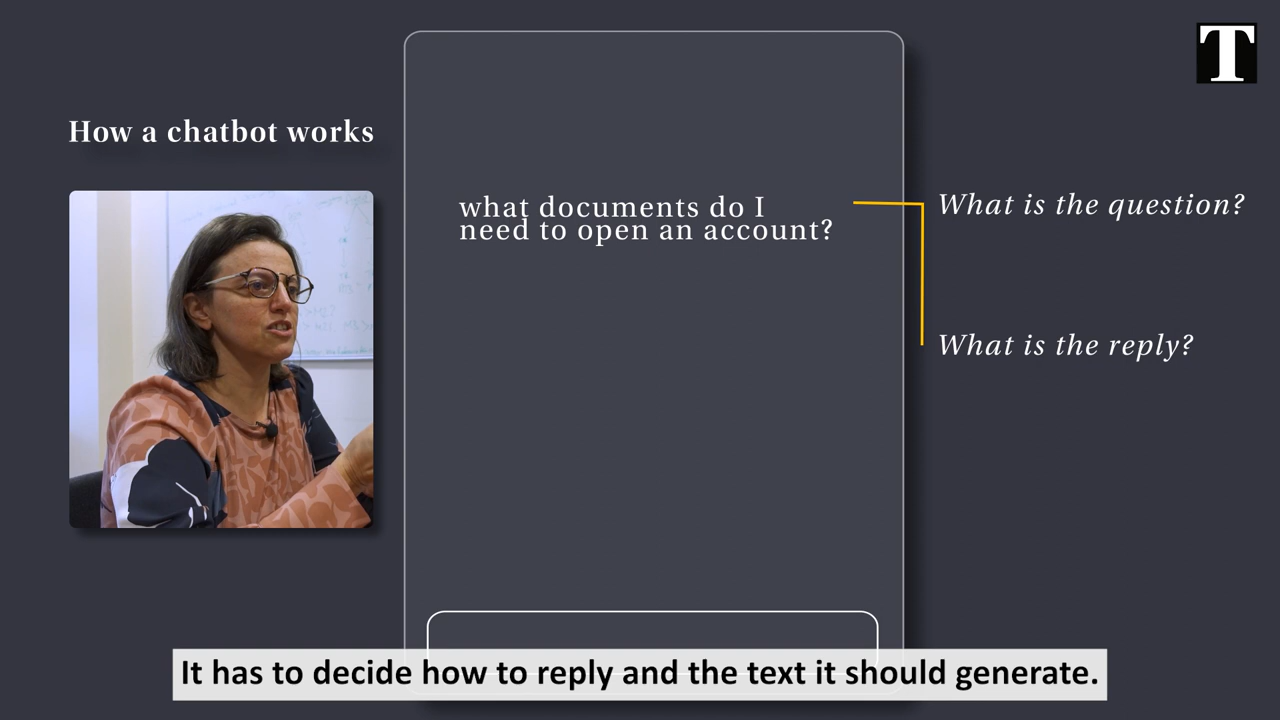 T
How a chatbot works
what documents do I
need to open an account?
What is the question?
What is the reply?
It has to decide how to reply and the text it should generate.